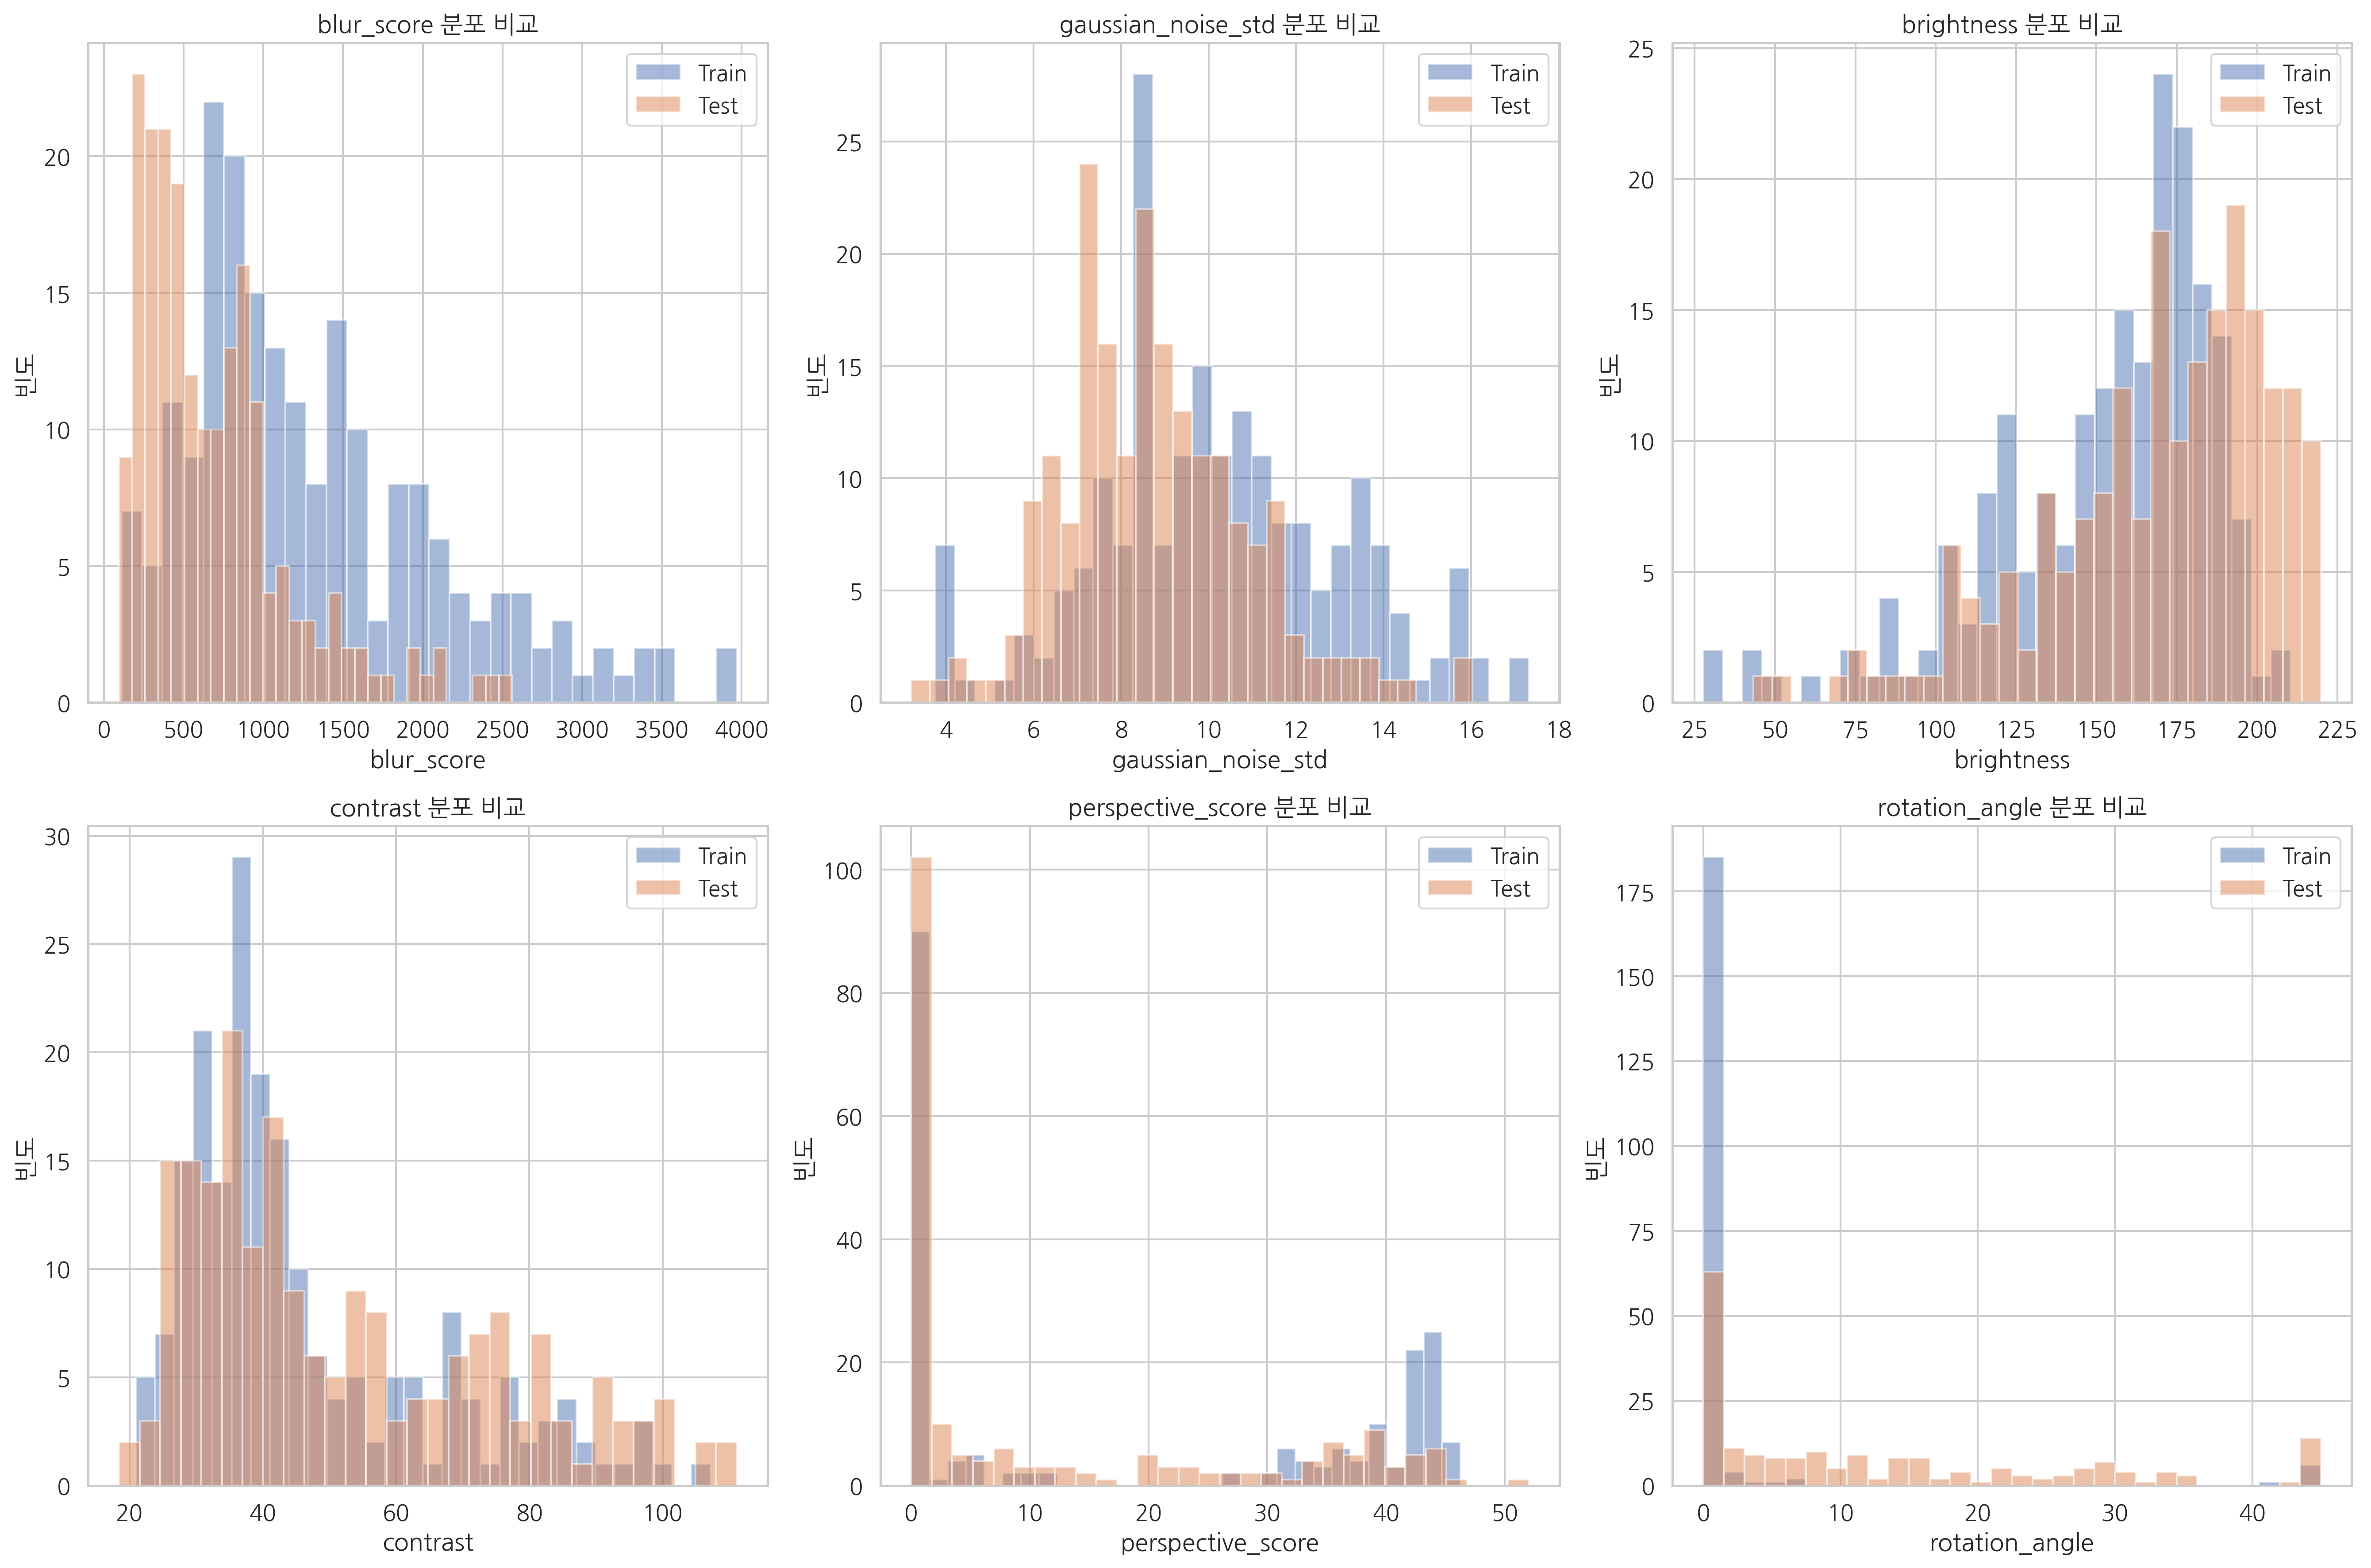 blur_score 분포 비교
Train
Test
빈도
20
15
10
5
0
0 500 1000 1500 2000 2500 3000 3500 4000
blur_score
gaussian_noise_std 분포 비교
Train
Test
빈도
25
20
15
10
5
0
4 6 8 10 12 14 16 18
gaussian_noise_std
brightness 분포 비교
Train
Test
빈도
25
20
15
10
5
0
25 50 75 100 125 150 175 200 225
brightness
contrast 분포 비교
Train
Test
빈도
30
25
20
15
10
5
0
20 40 60 80 100
contrast
perspective_score 분포 비교
Train
Test
빈도
100
80
60
40
20
0
0 10 20 30 40 50
perspective_score
rotation_angle 분포 비교
Train
Test
빈도
175
150
125
100
75
50
25
0
0 10 20 30 40
rotation_angle